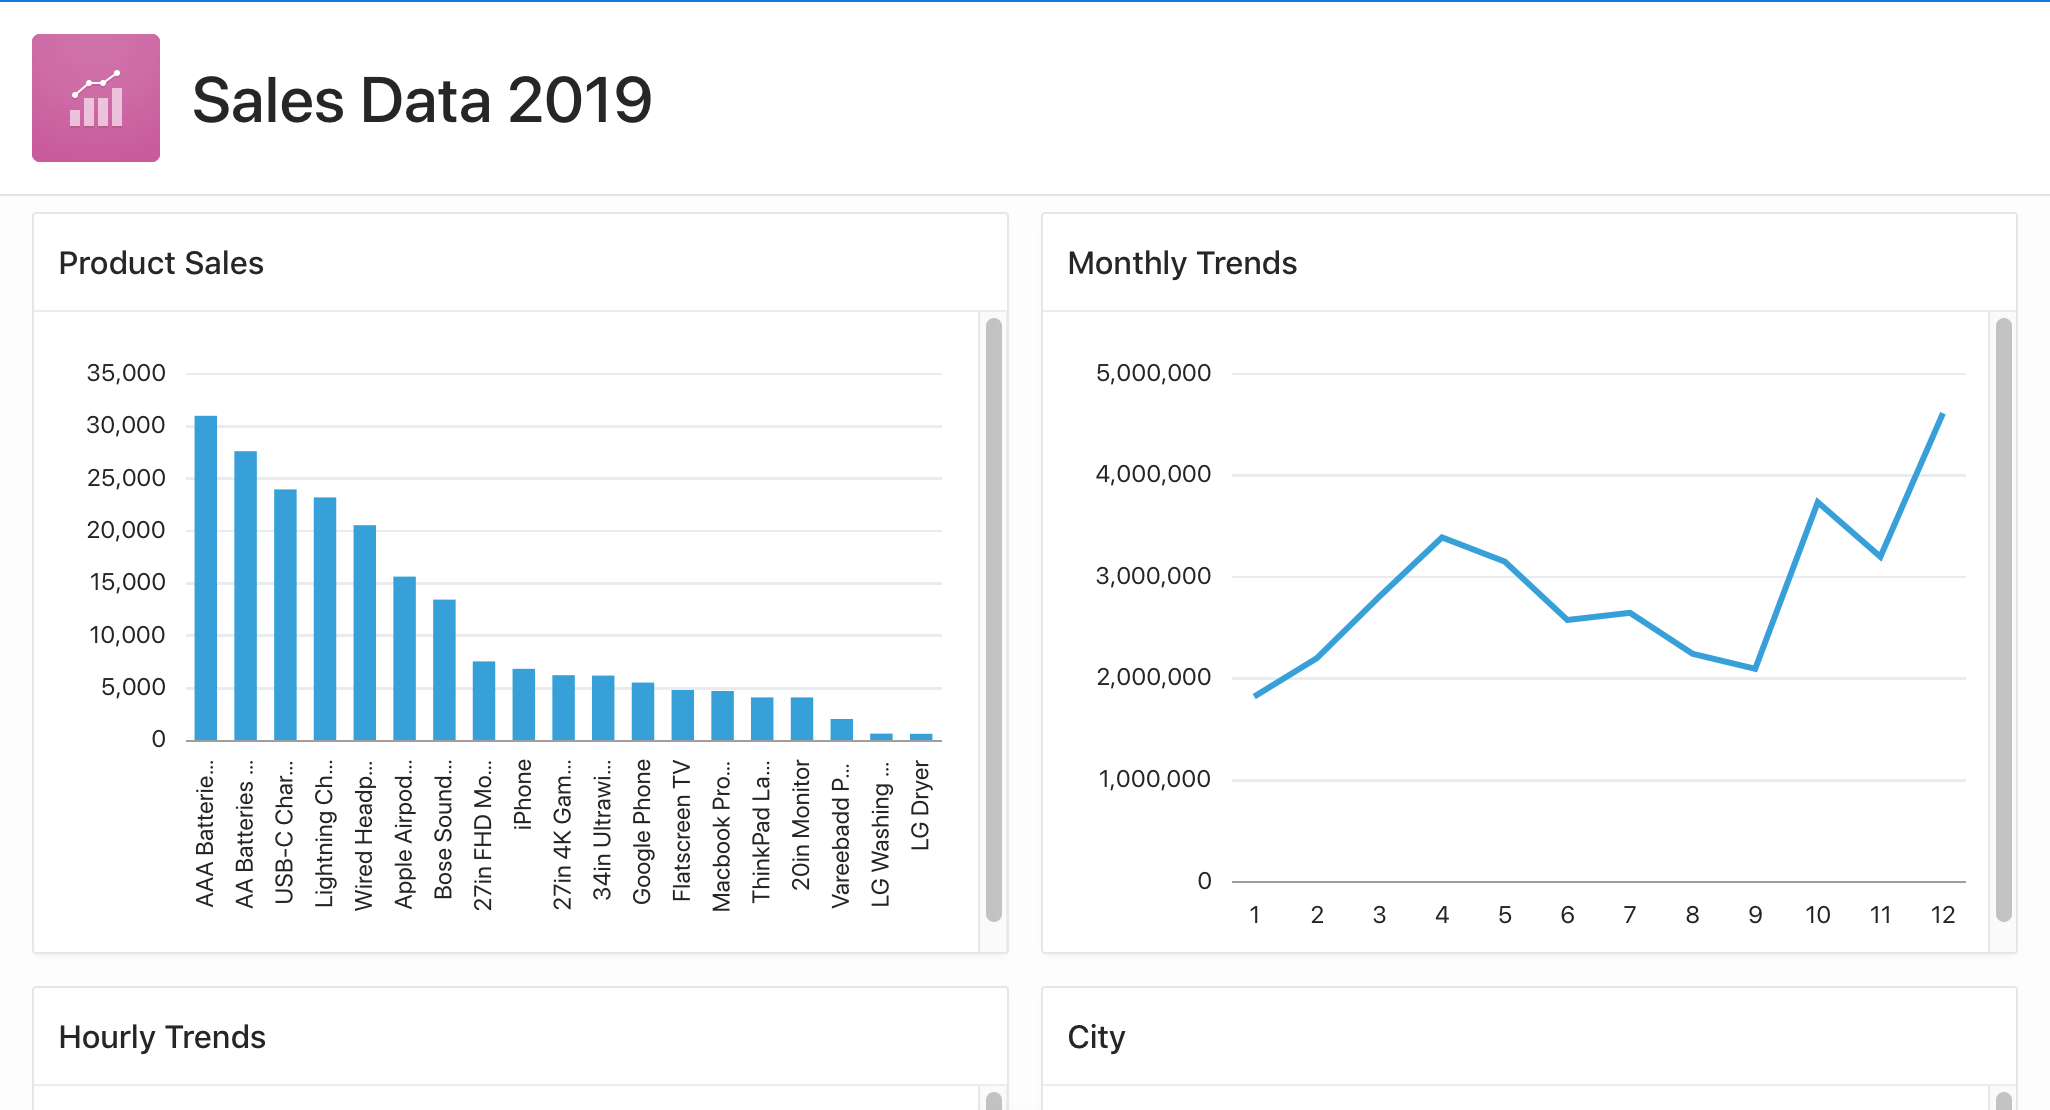 Sales Data 2019
Product Sales
35,000
30,000
25,000
20,000
15,000
10,000
5,000
0
AAA Batterie...
AA Batteries ...
USB-C Char...
Lightning Ch...
Wired Headp...
Apple Airpod...
Bose Sound...
27in FHD Mo...
iPhone
27in 4K Gam...
34in Ultrawi...
Google Phone
Flatscreen TV
Macbook Pro...
ThinkPad La...
20in Monitor
Vareebadd P...
LG Washing ...
LG Dryer
Monthly Trends
5,000,000
4,000,000
3,000,000
2,000,000
1,000,000
0
1 2 3 4 5 6 7 8 9 10 11 12
Hourly Trends
City